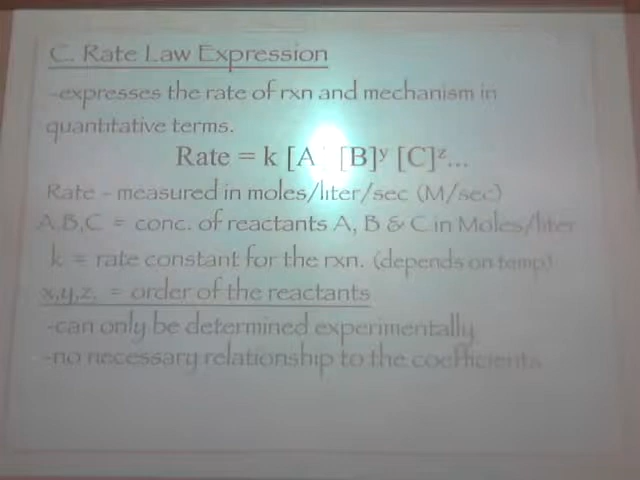 C. Rate Law Expression
-expresses the rate of rxn and mechanism in
quantitative terms.
Rate = k [A [B]ʸ [C]ᶻ...
Rate - measured in moles/liter/sec (M/sec)
A,B,C = conc. of reactants A, B & C in Moles/liter
k = rate constant for the rxn. (depends on temp)
x,y,z, = order of the reactants
-can only be determined experimentally
-no necessary relationship to the coefficients